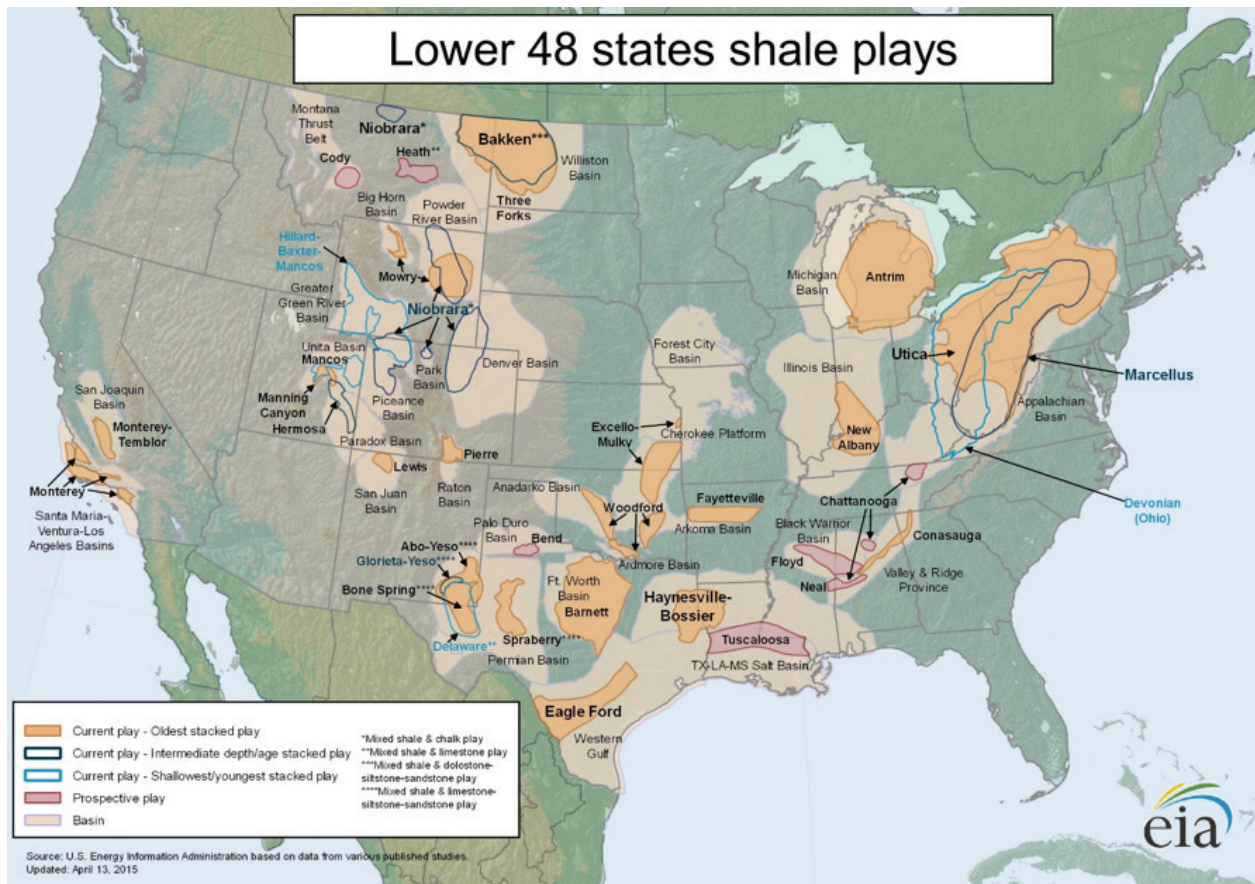 Lower 48 states shale plays
Montana
Thrust
Belt
Niobrara*
Bakken***
Cody
Heath**
Williston
Basin
Big Horn
Basin
Powder
River Basin
Three
Forks
Hillard-
Baxter-
Mancos
Mowry
Greater
Green River
Basin
Niobrara*
Michigan
Basin
Antrim
Unita Basin
Mancos
Park
Basin
Denver Basin
Forest City
Basin
Illinois Basin
Utica
Marcellus
Appalachian
Basin
San Joaquin
Basin
Manning
Canyon
Hermosa
Piceance
Basin
Monterey-
Temblor
Paradox Basin
Excello-
Mulky
Cherokee Platform
New
Albany
Lewis
Pierre
Monterey
San Juan
Basin
Raton
Basin
Anadarko Basin
Woodford
Fayetteville
Chattanooga
Devonian
(Ohio)
Santa Maria-
Ventura-Los
Angeles Basins
Palo Duro
Basin
Bend
Arkoma Basin
Black Warrior
Basin
Conasauga
Abo-Yeso****
Glorieta-Yeso****
Ardmore Basin
Floyd
Neal
Valley & Ridge
Province
Bone Spring****
Ft. Worth
Basin
Barnett
Haynesville-
Bossier
Delaware**
Spraberry****
Permian Basin
Tuscaloosa
TX-LA-MS Salt Basin
Eagle Ford
Western
Gulf
Current play - Oldest stacked play
Current play - Intermediate depth/age stacked play
Current play - Shallowest/youngest stacked play
Prospective play
Basin
*Mixed shale & chalk play
**Mixed shale & limestone play
***Mixed shale & dolostone-
siltstone-sandstone play
****Mixed shale & limestone-
siltstone-sandstone play
Source: U.S. Energy Information Administration based on data from various published studies.
Updated: April 13, 2015
eia